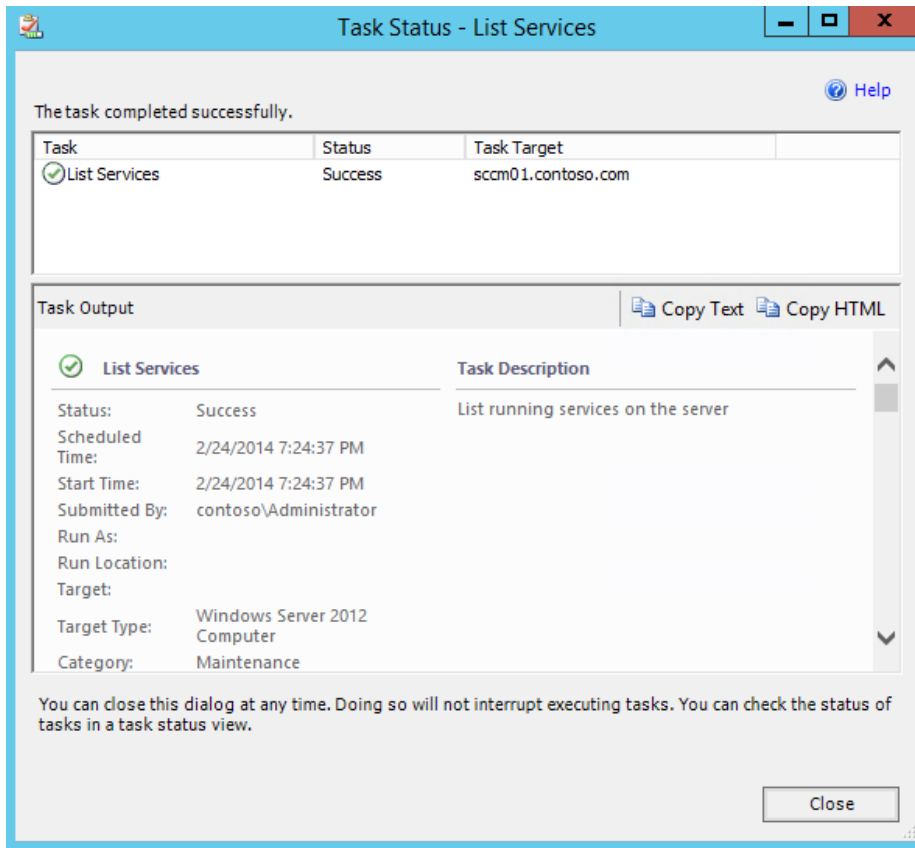 Task Status - List Services
Help
The task completed successfully.
Task Status Task Target
List Services Success sccm01.contoso.com
Task Output Copy Text Copy HTML
List Services Task Description
Status: Success List running services on the server
Scheduled
Time: 2/24/2014 7:24:37 PM
Start Time: 2/24/2014 7:24:37 PM
Submitted By: contoso\Administrator
Run As:
Run Location:
Target:
Target Type: Windows Server 2012
Computer
Category: Maintenance
You can close this dialog at any time. Doing so will not interrupt executing tasks. You can check the status of
tasks in a task status view.
Close